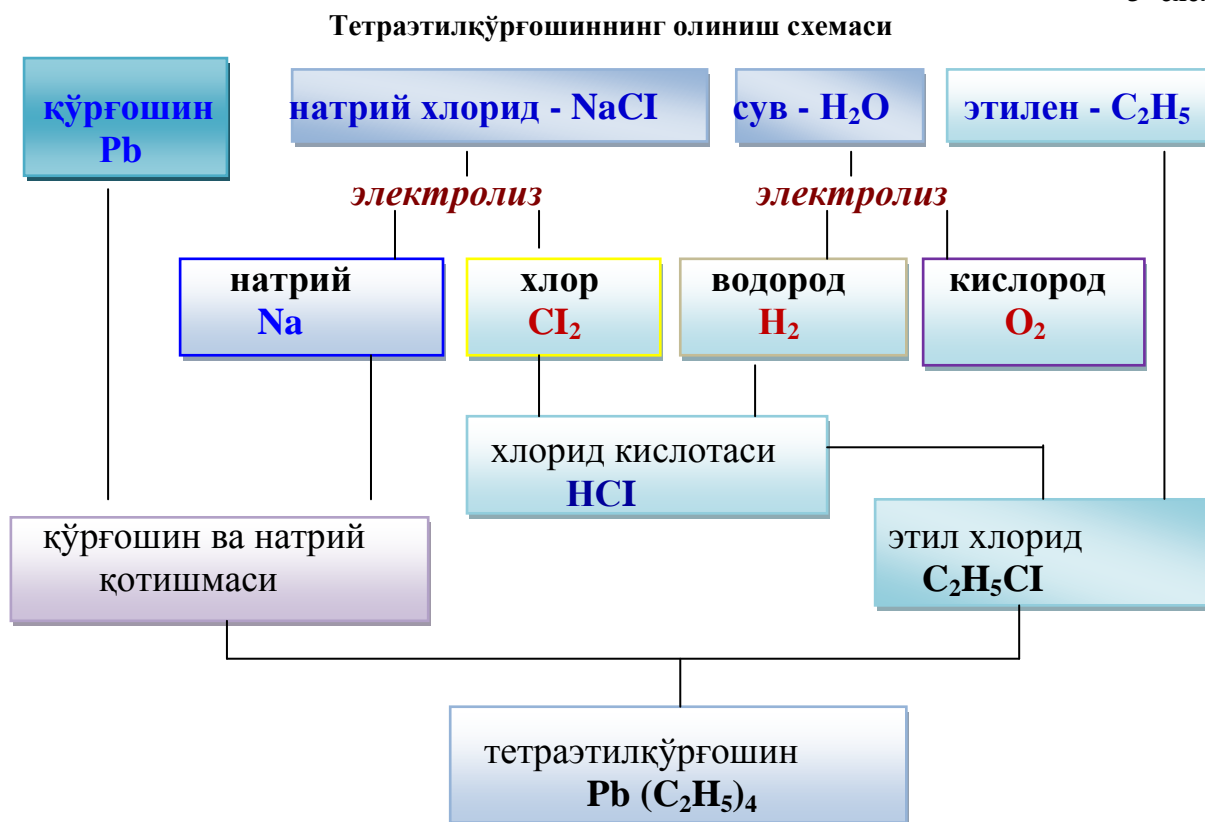 Тетраэтилқўрғошиннинг олиниш схемаси
қўрғошин
Pb
натрий хлорид - NaCI
сув - H₂O
этилен - C₂H₅
электролиз
электролиз
натрий
Na
хлор
CI₂
водород
H₂
кислород
O₂
хлорид кислотаси
HCI
қўрғошин ва натрий
қотишмаси
этил хлорид
C₂H₅CI
тетраэтилқўрғошин
Pb (C₂H₅)₄